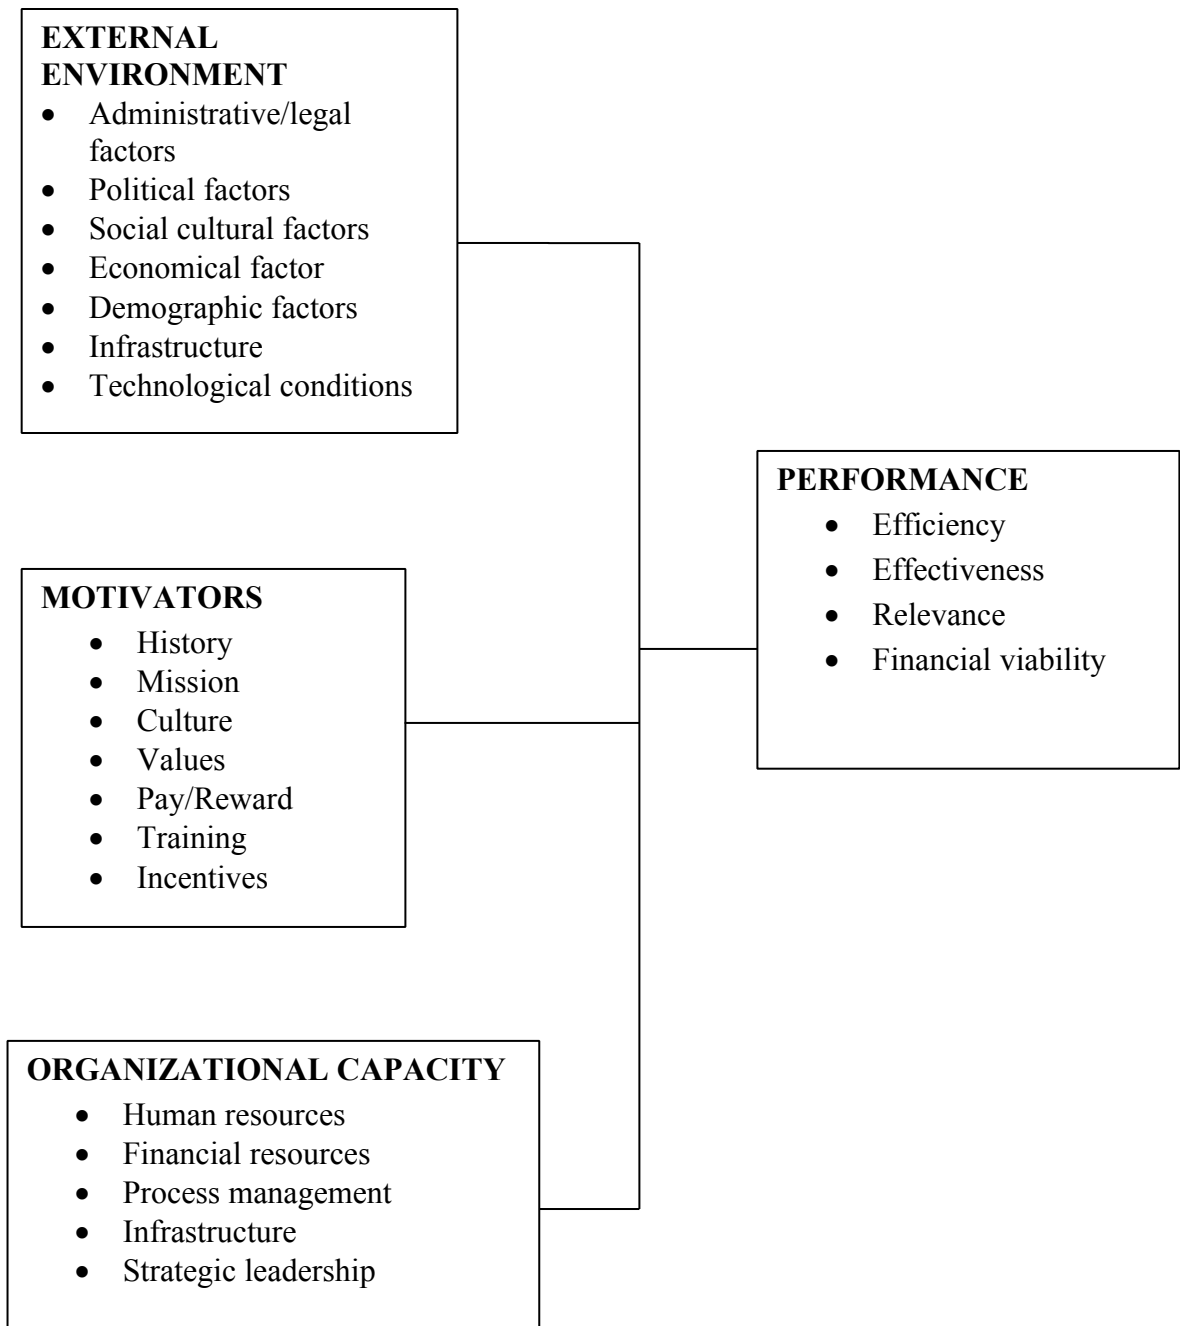 EXTERNAL
ENVIRONMENT
• Administrative/legal
factors
• Political factors
• Social cultural factors
• Economical factor
• Demographic factors
• Infrastructure
• Technological conditions
PERFORMANCE
• Efficiency
• Effectiveness
• Relevance
• Financial viability
MOTIVATORS
• History
• Mission
• Culture
• Values
• Pay/Reward
• Training
• Incentives
ORGANIZATIONAL CAPACITY
• Human resources
• Financial resources
• Process management
• Infrastructure
• Strategic leadership